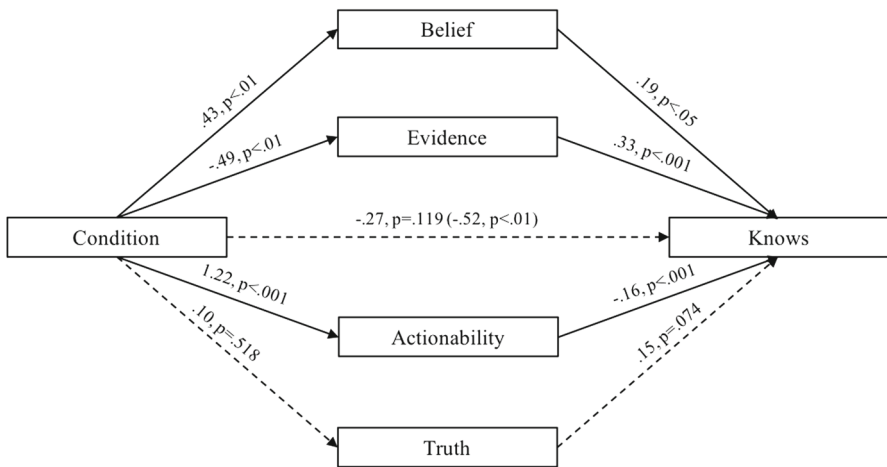 Belief
.43, p<.01
.19, p<.05
Evidence
-.49, p<.01
.33, p<.001
Condition
-.27, p=.119 (-.52, p<.01)
Knows
1.22, p<.001
-.16, p<.001
Actionability
.10, p=.518
.15, p=.074
Truth